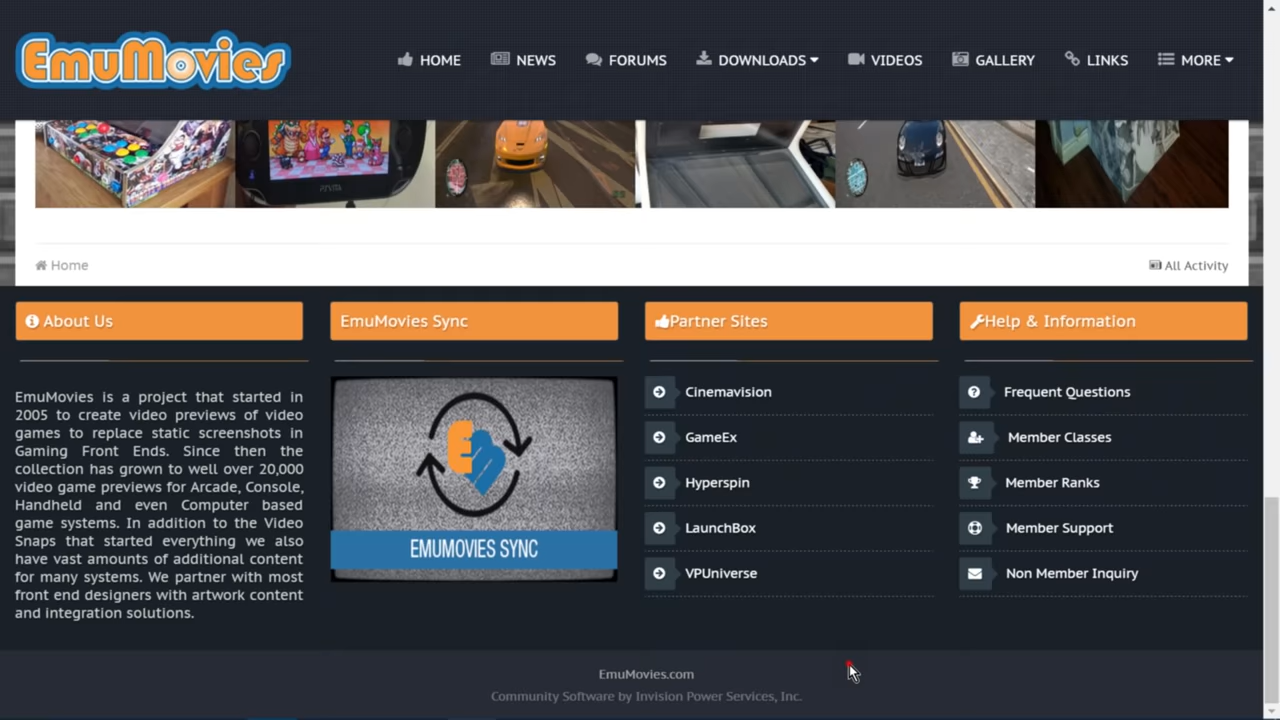 EmuMovies
HOME NEWS FORUMS DOWNLOADS VIDEOS GALLERY LINKS MORE
PSVITA
Home
All Activity
About Us
EmuMovies is a project that started in
2005 to create video previews of video
games to replace static screenshots in
Gaming Front Ends. Since then the
collection has grown to well over 20,000
video game previews for Arcade, Console,
Handheld and even Computer based
game systems. In addition to the Video
Snaps that started everything we also
have vast amounts of additional content
for many systems. We partner with most
front end designers with artwork content
and integration solutions.
EmuMovies Sync
EMUMOVIES SYNC
Partner Sites
Cinemavision
GameEx
Hyperspin
LaunchBox
VPUniverse
Help & Information
Frequent Questions
Member Classes
Member Ranks
Member Support
Non Member Inquiry
EmuMovies.com
Community Software by Invision Power Services, Inc.